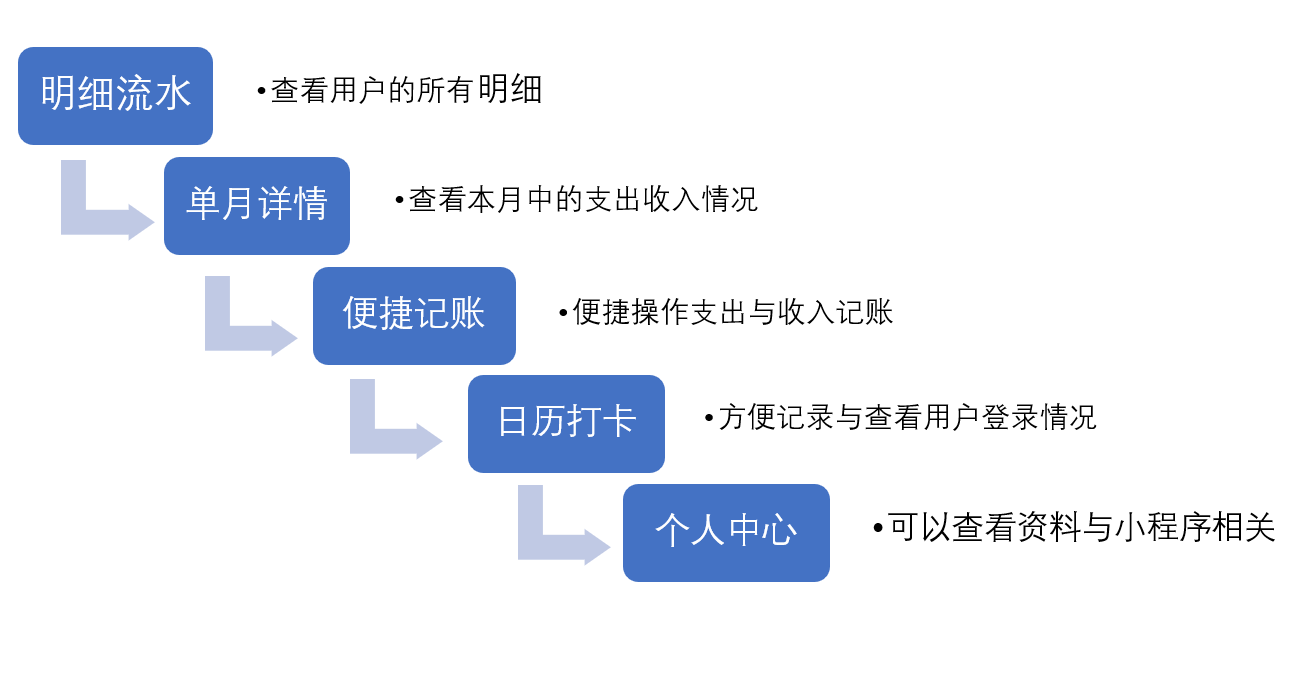 明细流水
•查看用户的所有明细
单月详情
•查看本月中的支出收入情况
便捷记账
•便捷操作支出与收入记账
日历打卡
•方便记录与查看用户登录情况
个人中心
•可以查看资料与小程序相关